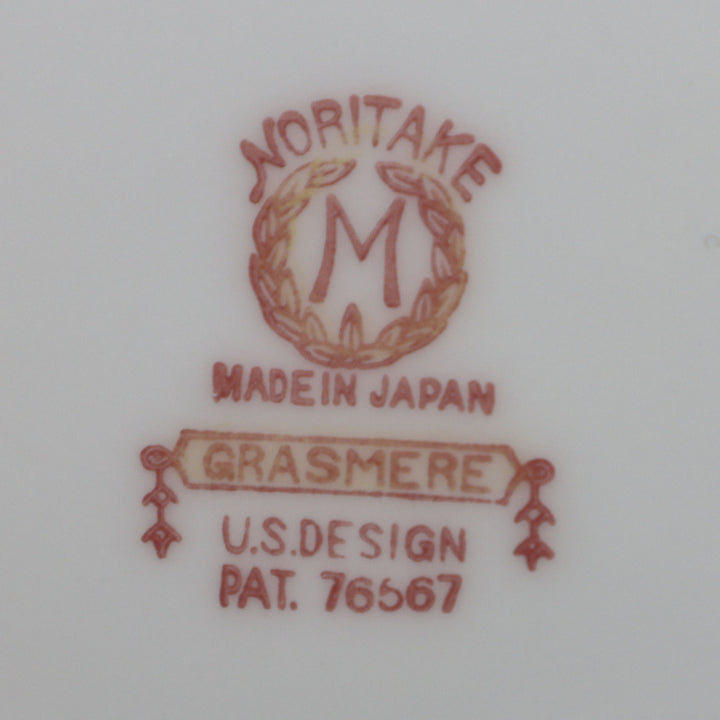 NORITAKE
M
MADE IN JAPAN
GRASMERE
U.S. DESIGN
PAT. 76567